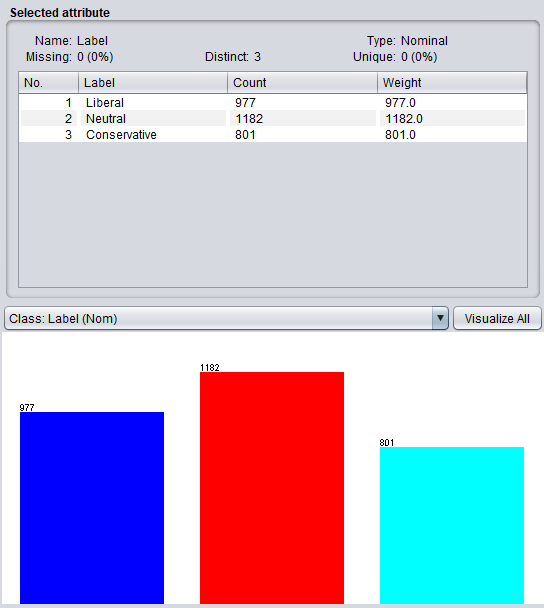 Selected attribute
Name: Label Type: Nominal
Missing: 0 (0%) Distinct: 3 Unique: 0 (0%)
No. Label Count Weight
1 Liberal 977 977.0
2 Neutral 1182 1182.0
3 Conservative 801 801.0
Class: Label (Nom) Visualize All
1182
977
801